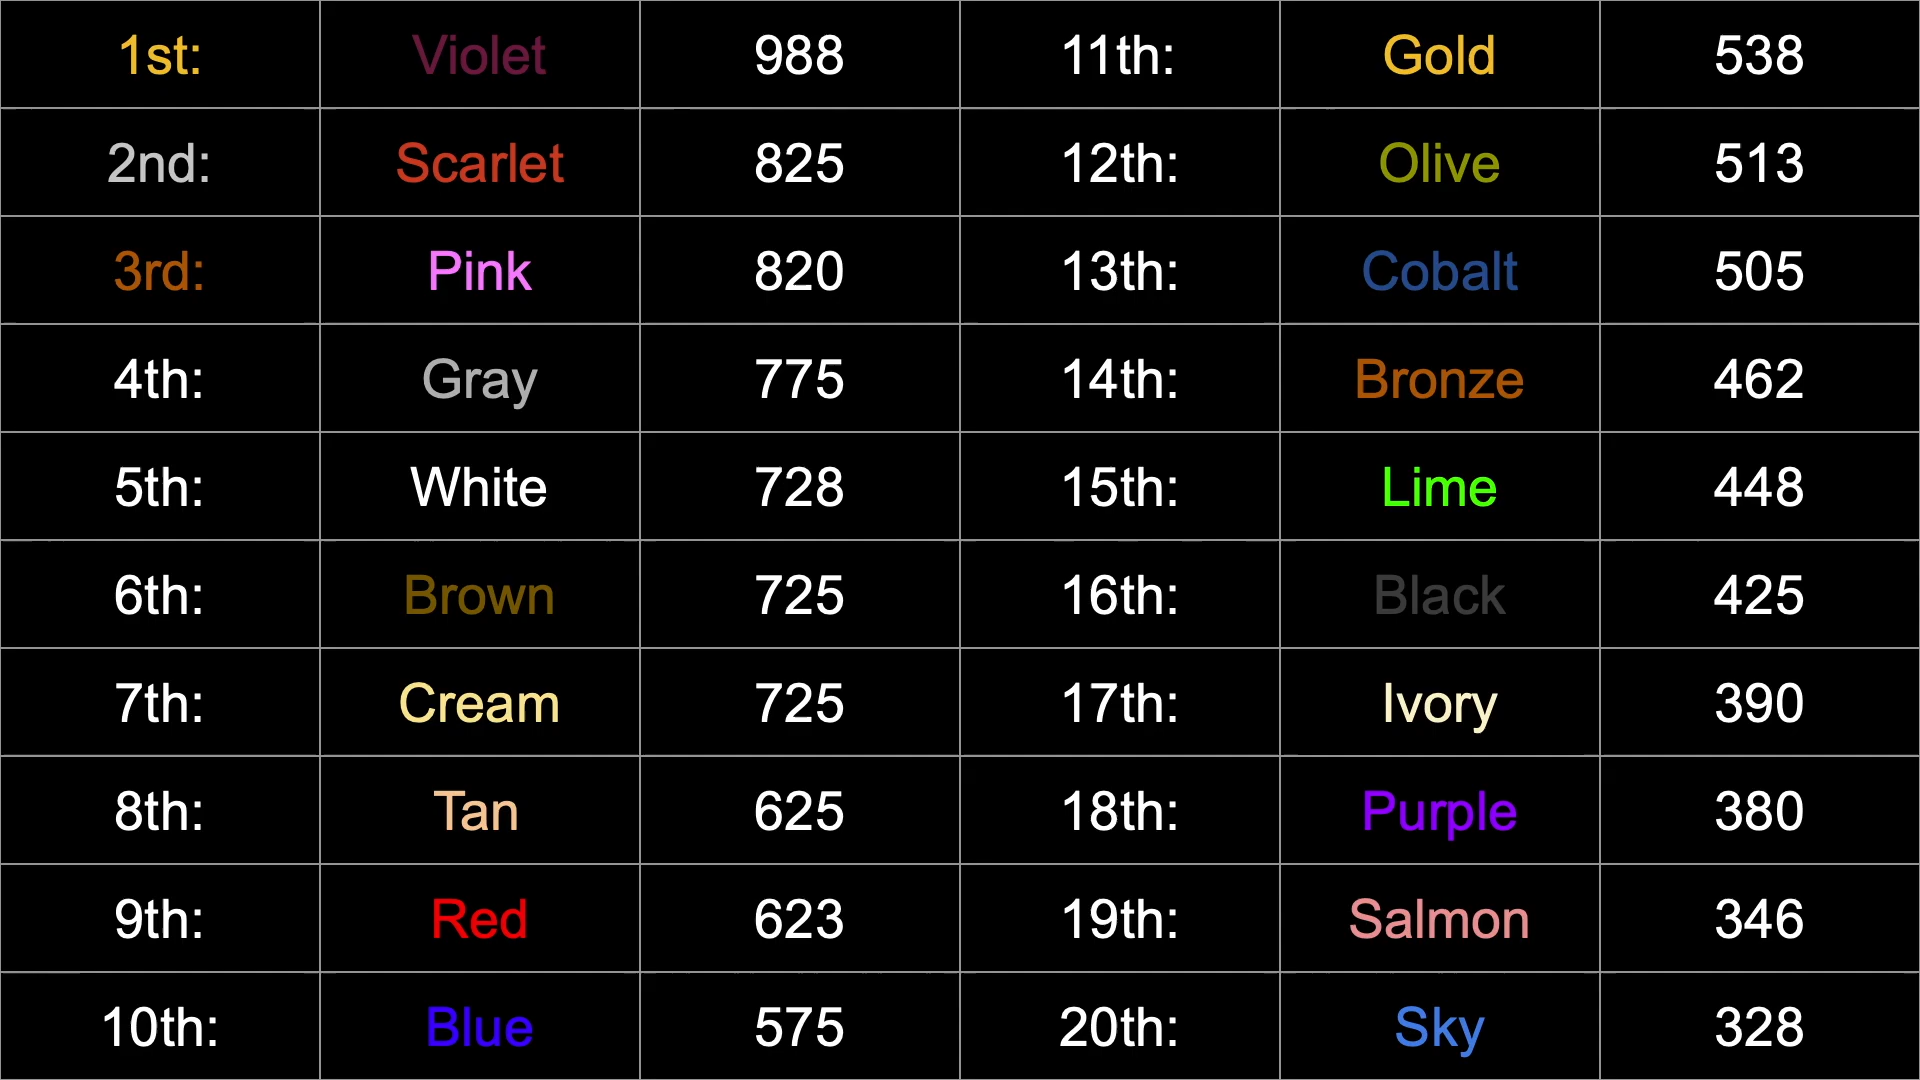 1st: Violet 988 11th: Gold 538
2nd: Scarlet 825 12th: Olive 513
3rd: Pink 820 13th: Cobalt 505
4th: Gray 775 14th: Bronze 462
5th: White 728 15th: Lime 448
6th: Brown 725 16th: Black 425
7th: Cream 725 17th: Ivory 390
8th: Tan 625 18th: Purple 380
9th: Red 623 19th: Salmon 346
10th: Blue 575 20th: Sky 328